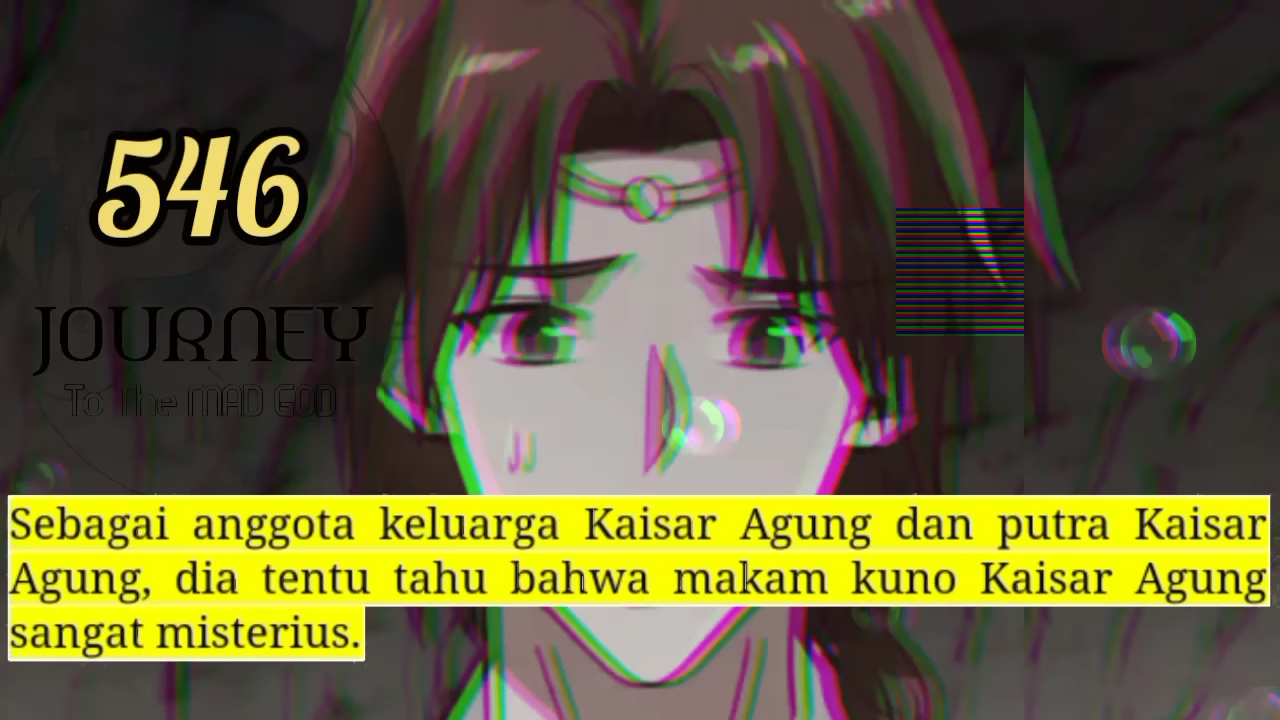 546
JOURNEY
To The MAD GOD
Sebagai anggota keluarga Kaisar Agung dan putra Kaisar
Agung, dia tentu tahu bahwa makam kuno Kaisar Agung
sangat misterius.